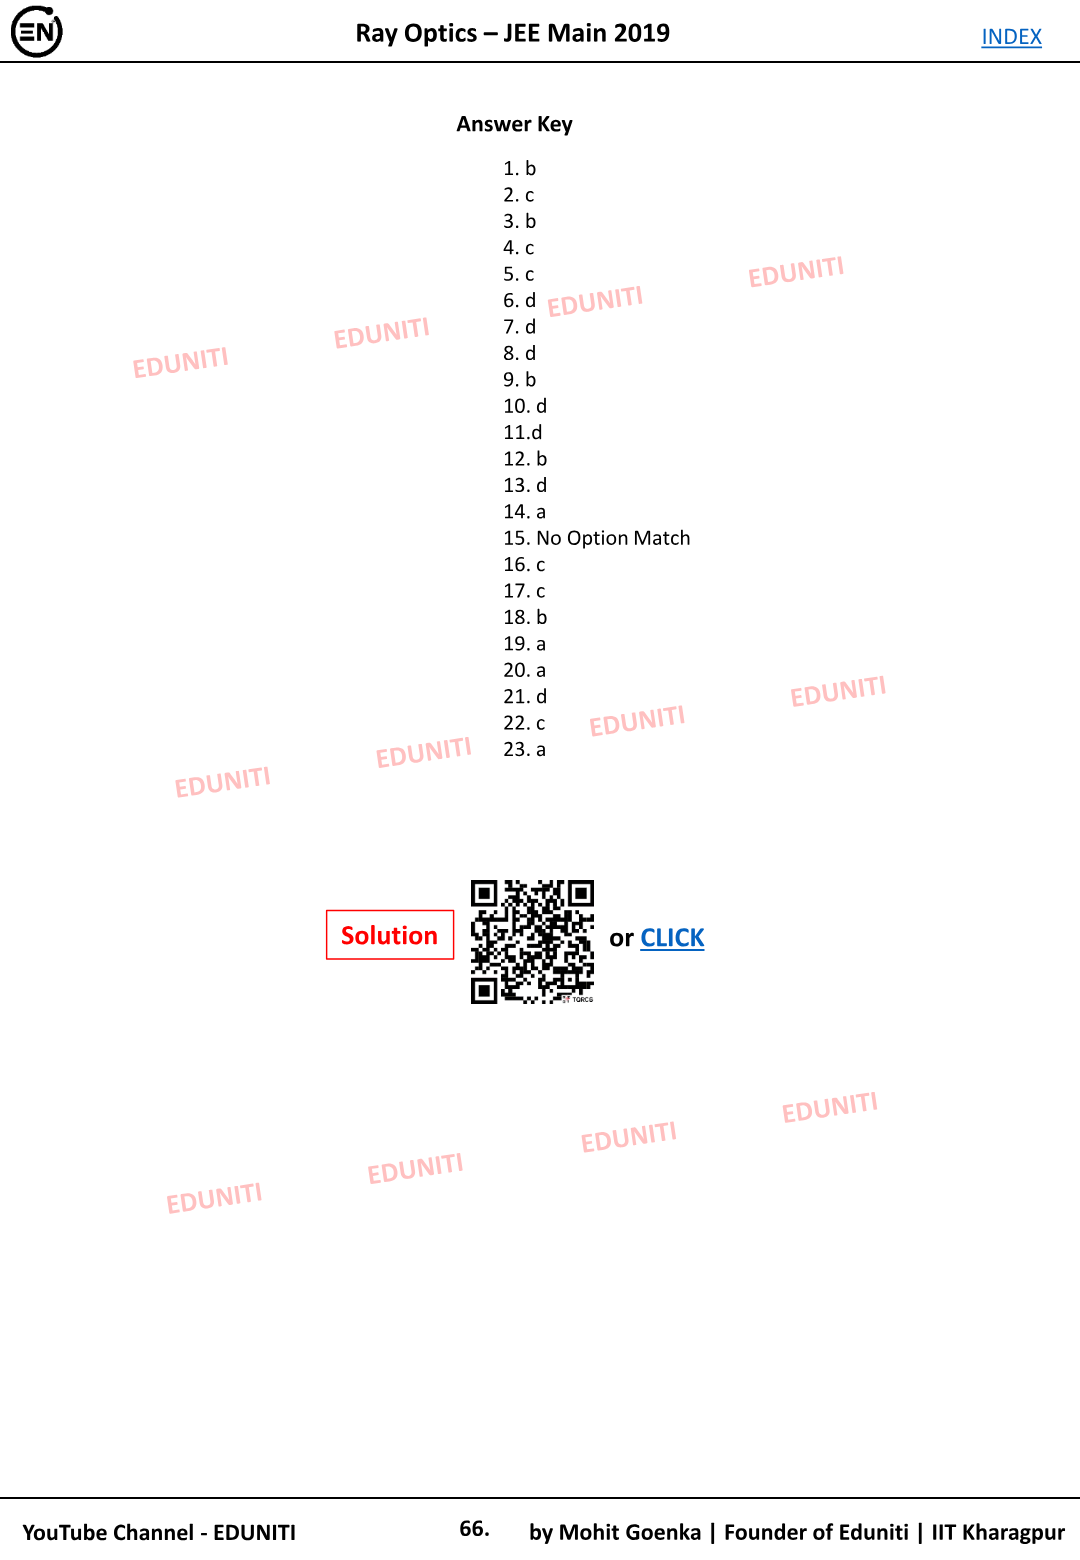 EN
Ray Optics – JEE Main 2019
INDEX
Answer Key
1. b
2. c
3. b
4. c
5. c
6. d
7. d
8. d
9. b
10. d
11.d
12. b
13. d
14. a
15. No Option Match
16. c
17. c
18. b
19. a
20. a
21. d
22. c
23. a
EDUNITI EDUNITI EDUNITI EDUNITI
EDUNITI EDUNITI EDUNITI EDUNITI
Solution
TQRCG
or CLICK
EDUNITI EDUNITI EDUNITI EDUNITI
YouTube Channel - EDUNITI
66.
by Mohit Goenka | Founder of Eduniti | IIT Kharagpur